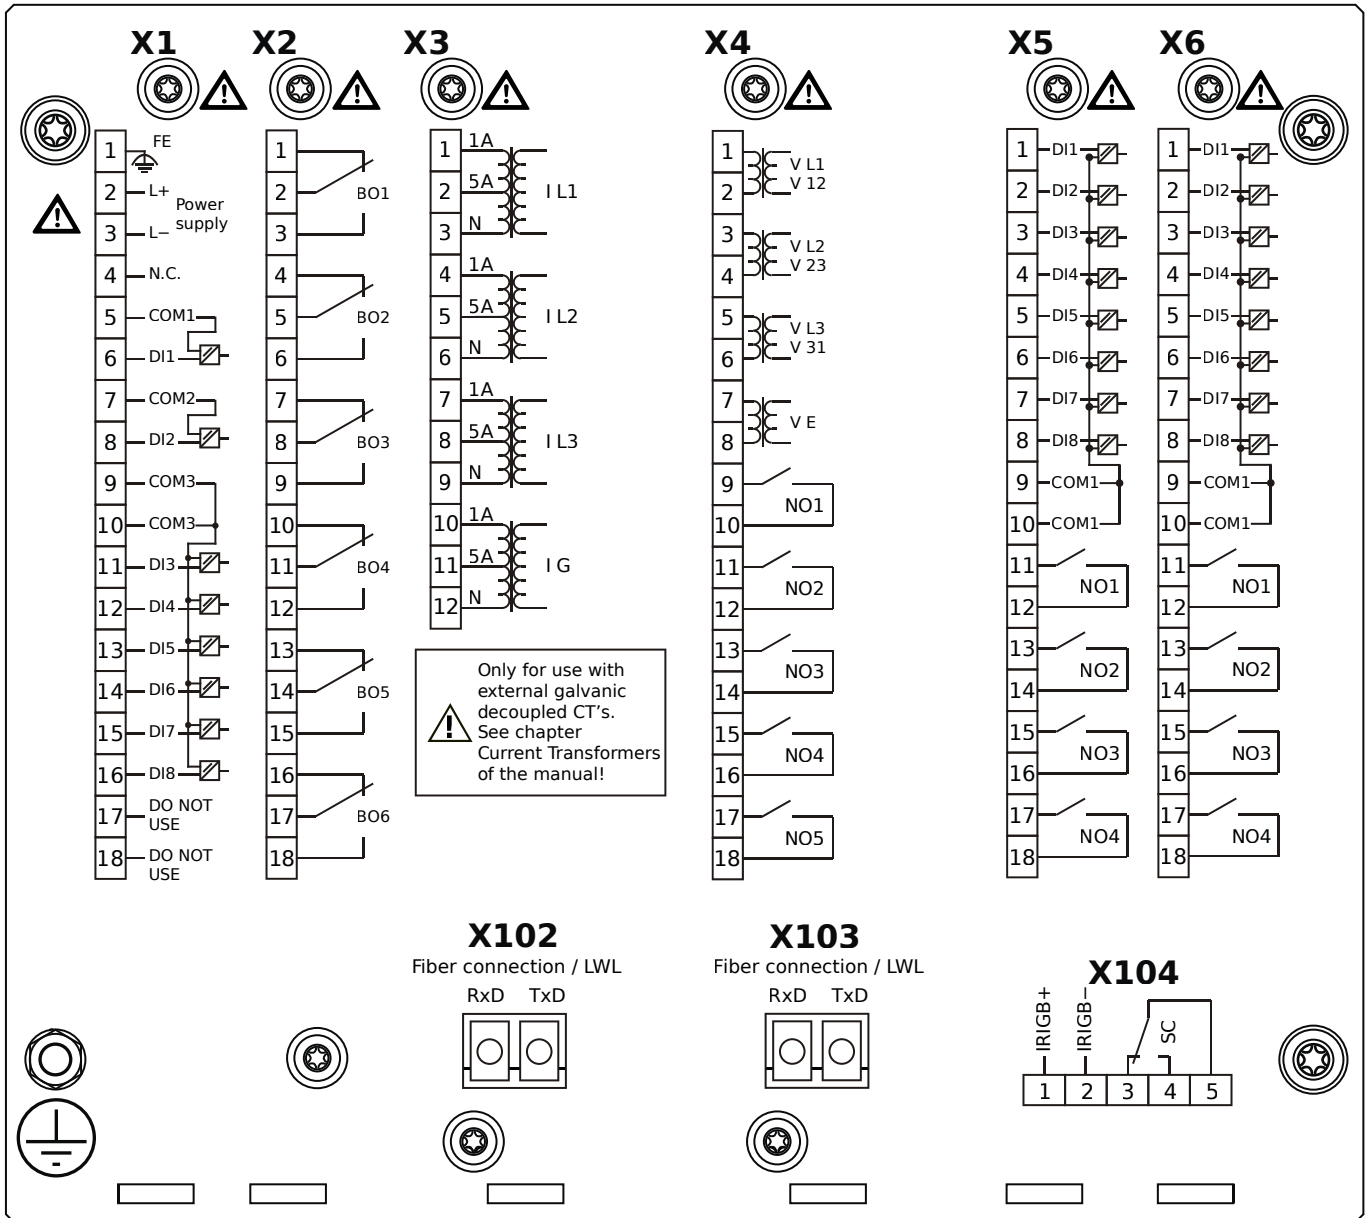 X1
X2
X3
X4
X5
X6
1 FE
2 L+
Power
supply
3 L−
4 N.C.
5 COM1
6 DI1
7 COM2
8 DI2
9 COM3
10 COM3
11 DI3
12 DI4
13 DI5
14 DI6
15 DI7
16 DI8
17 DO NOT
USE
18 DO NOT
USE
1
2 BO1
3
4
5 BO2
6
7
8 BO3
9
10
11 BO4
12
13
14 BO5
15
16
17 BO6
18
1 1A
2 5A I L1
3 N
4 1A
5 5A I L2
6 N
7 1A
8 5A I L3
9 N
10 1A
11 5A I G
12 N
Only for use with
external galvanic
decoupled CT's.
See chapter
Current Transformers
of the manual!
1 V L1
2 V 12
3 V L2
4 V 23
5 V L3
6 V 31
7 V E
8
9 NO1
10
11 NO2
12
13 NO3
14
15 NO4
16
17 NO5
18
1 DI1
2 DI2
3 DI3
4 DI4
5 DI5
6 DI6
7 DI7
8 DI8
9 COM1
10 COM1
11 NO1
12
13 NO2
14
15 NO3
16
17 NO4
18
1 DI1
2 DI2
3 DI3
4 DI4
5 DI5
6 DI6
7 DI7
8 DI8
9 COM1
10 COM1
11 NO1
12
13 NO2
14
15 NO3
16
17 NO4
18
X102
Fiber connection / LWL
RxD TxD
X103
Fiber connection / LWL
RxD TxD
X104
IRIGB+
IRIGB−
SC
1 2 3 4 5